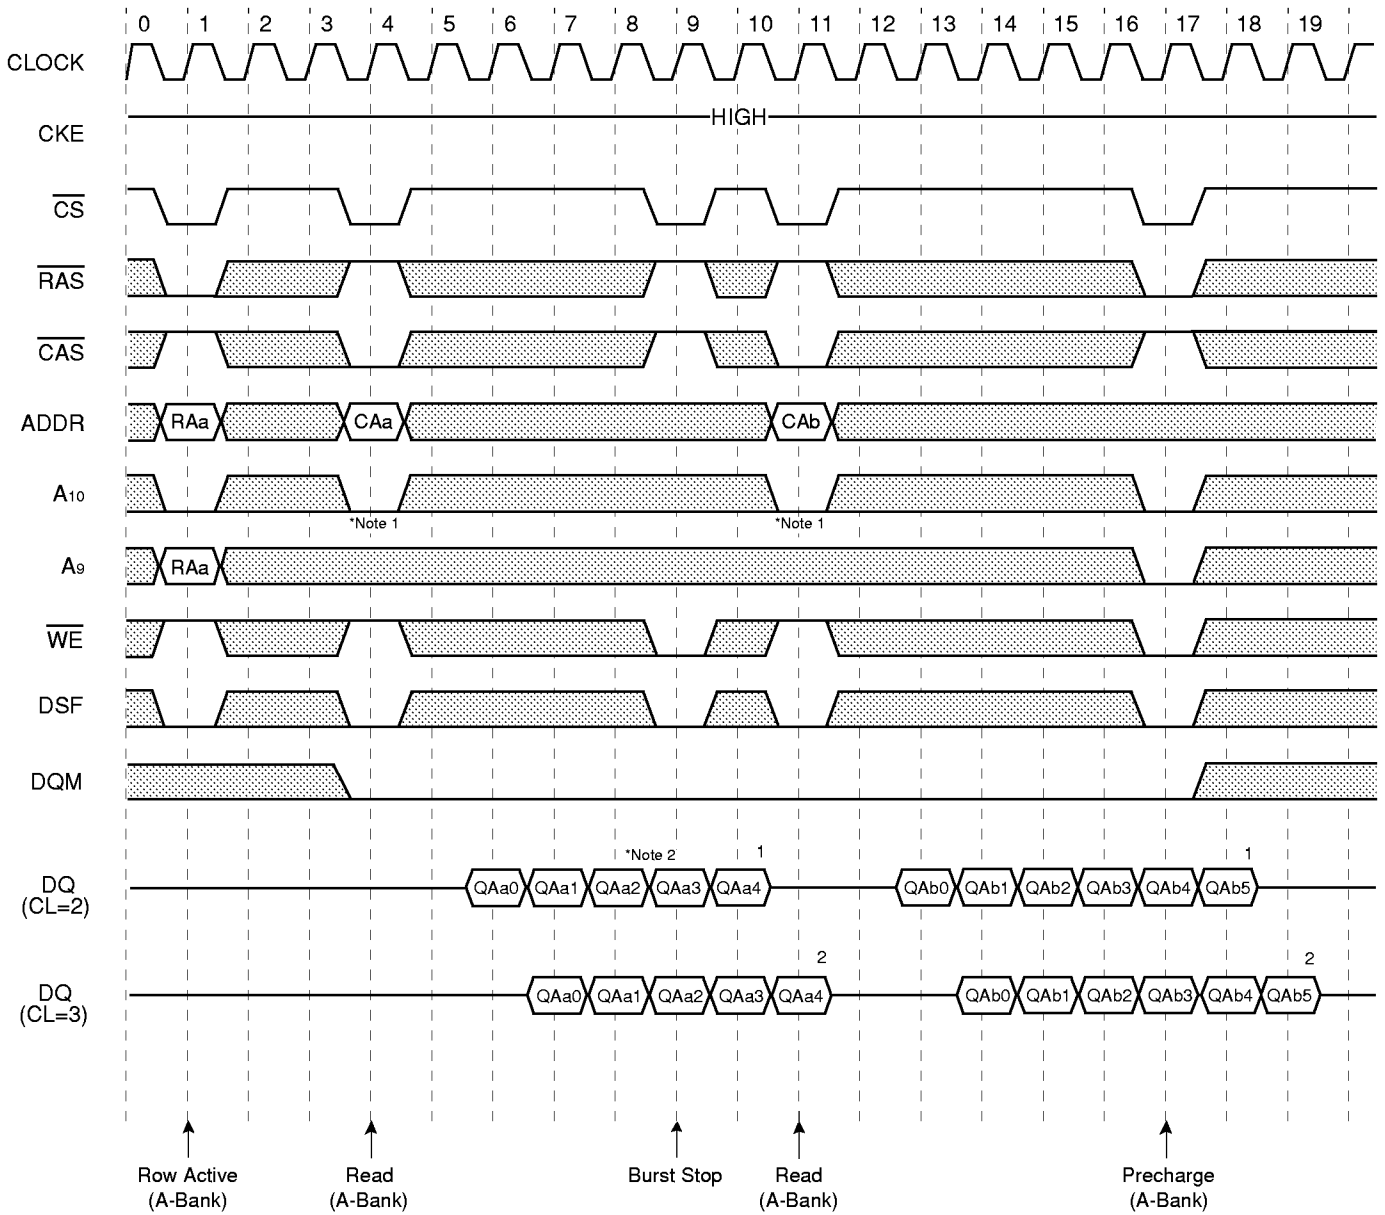 0 1 2 3 4 5 6 7 8 9 10 11 12 13 14 15 16 17 18 19
CLOCK
CKE HIGH
CS
RAS
CAS
ADDR RAa CAa CAb
A10
*Note 1 *Note 1
A9 RAa
WE
DSF
DQM
*Note 2 1 1
DQ
(CL=2)
QAa0 QAa1 QAa2 QAa3 QAa4 QAb0 QAb1 QAb2 QAb3 QAb4 QAb5
2 2
DQ
(CL=3)
QAa0 QAa1 QAa2 QAa3 QAa4 QAb0 QAb1 QAb2 QAb3 QAb4 QAb5
Row Active
(A-Bank)
Read
(A-Bank)
Burst Stop
Read
(A-Bank)
Precharge
(A-Bank)